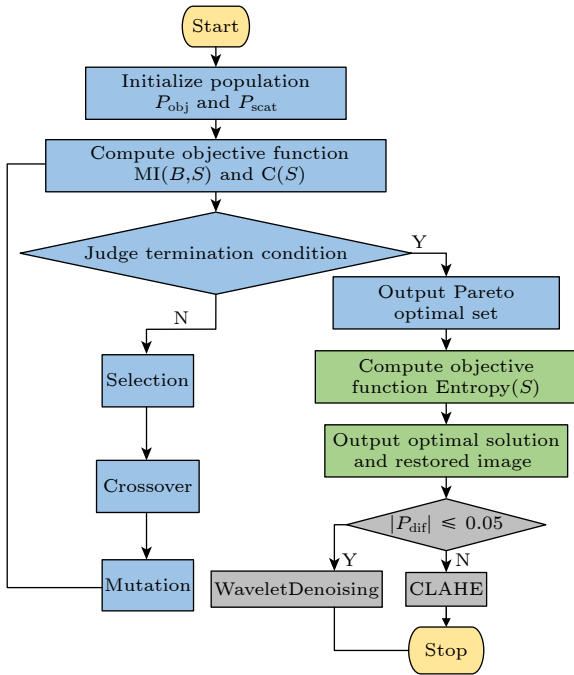 Start
Initialize population
P_obj and P_scat
Compute objective function
MI(B,S) and C(S)
Judge termination condition
Y
N
Output Pareto
optimal set
Compute objective
function Entropy(S)
Selection
Output optimal solution
and restored image
Crossover
|P_dif| ⩽ 0.05
Y
N
Mutation
WaveletDenoising
CLAHE
Stop